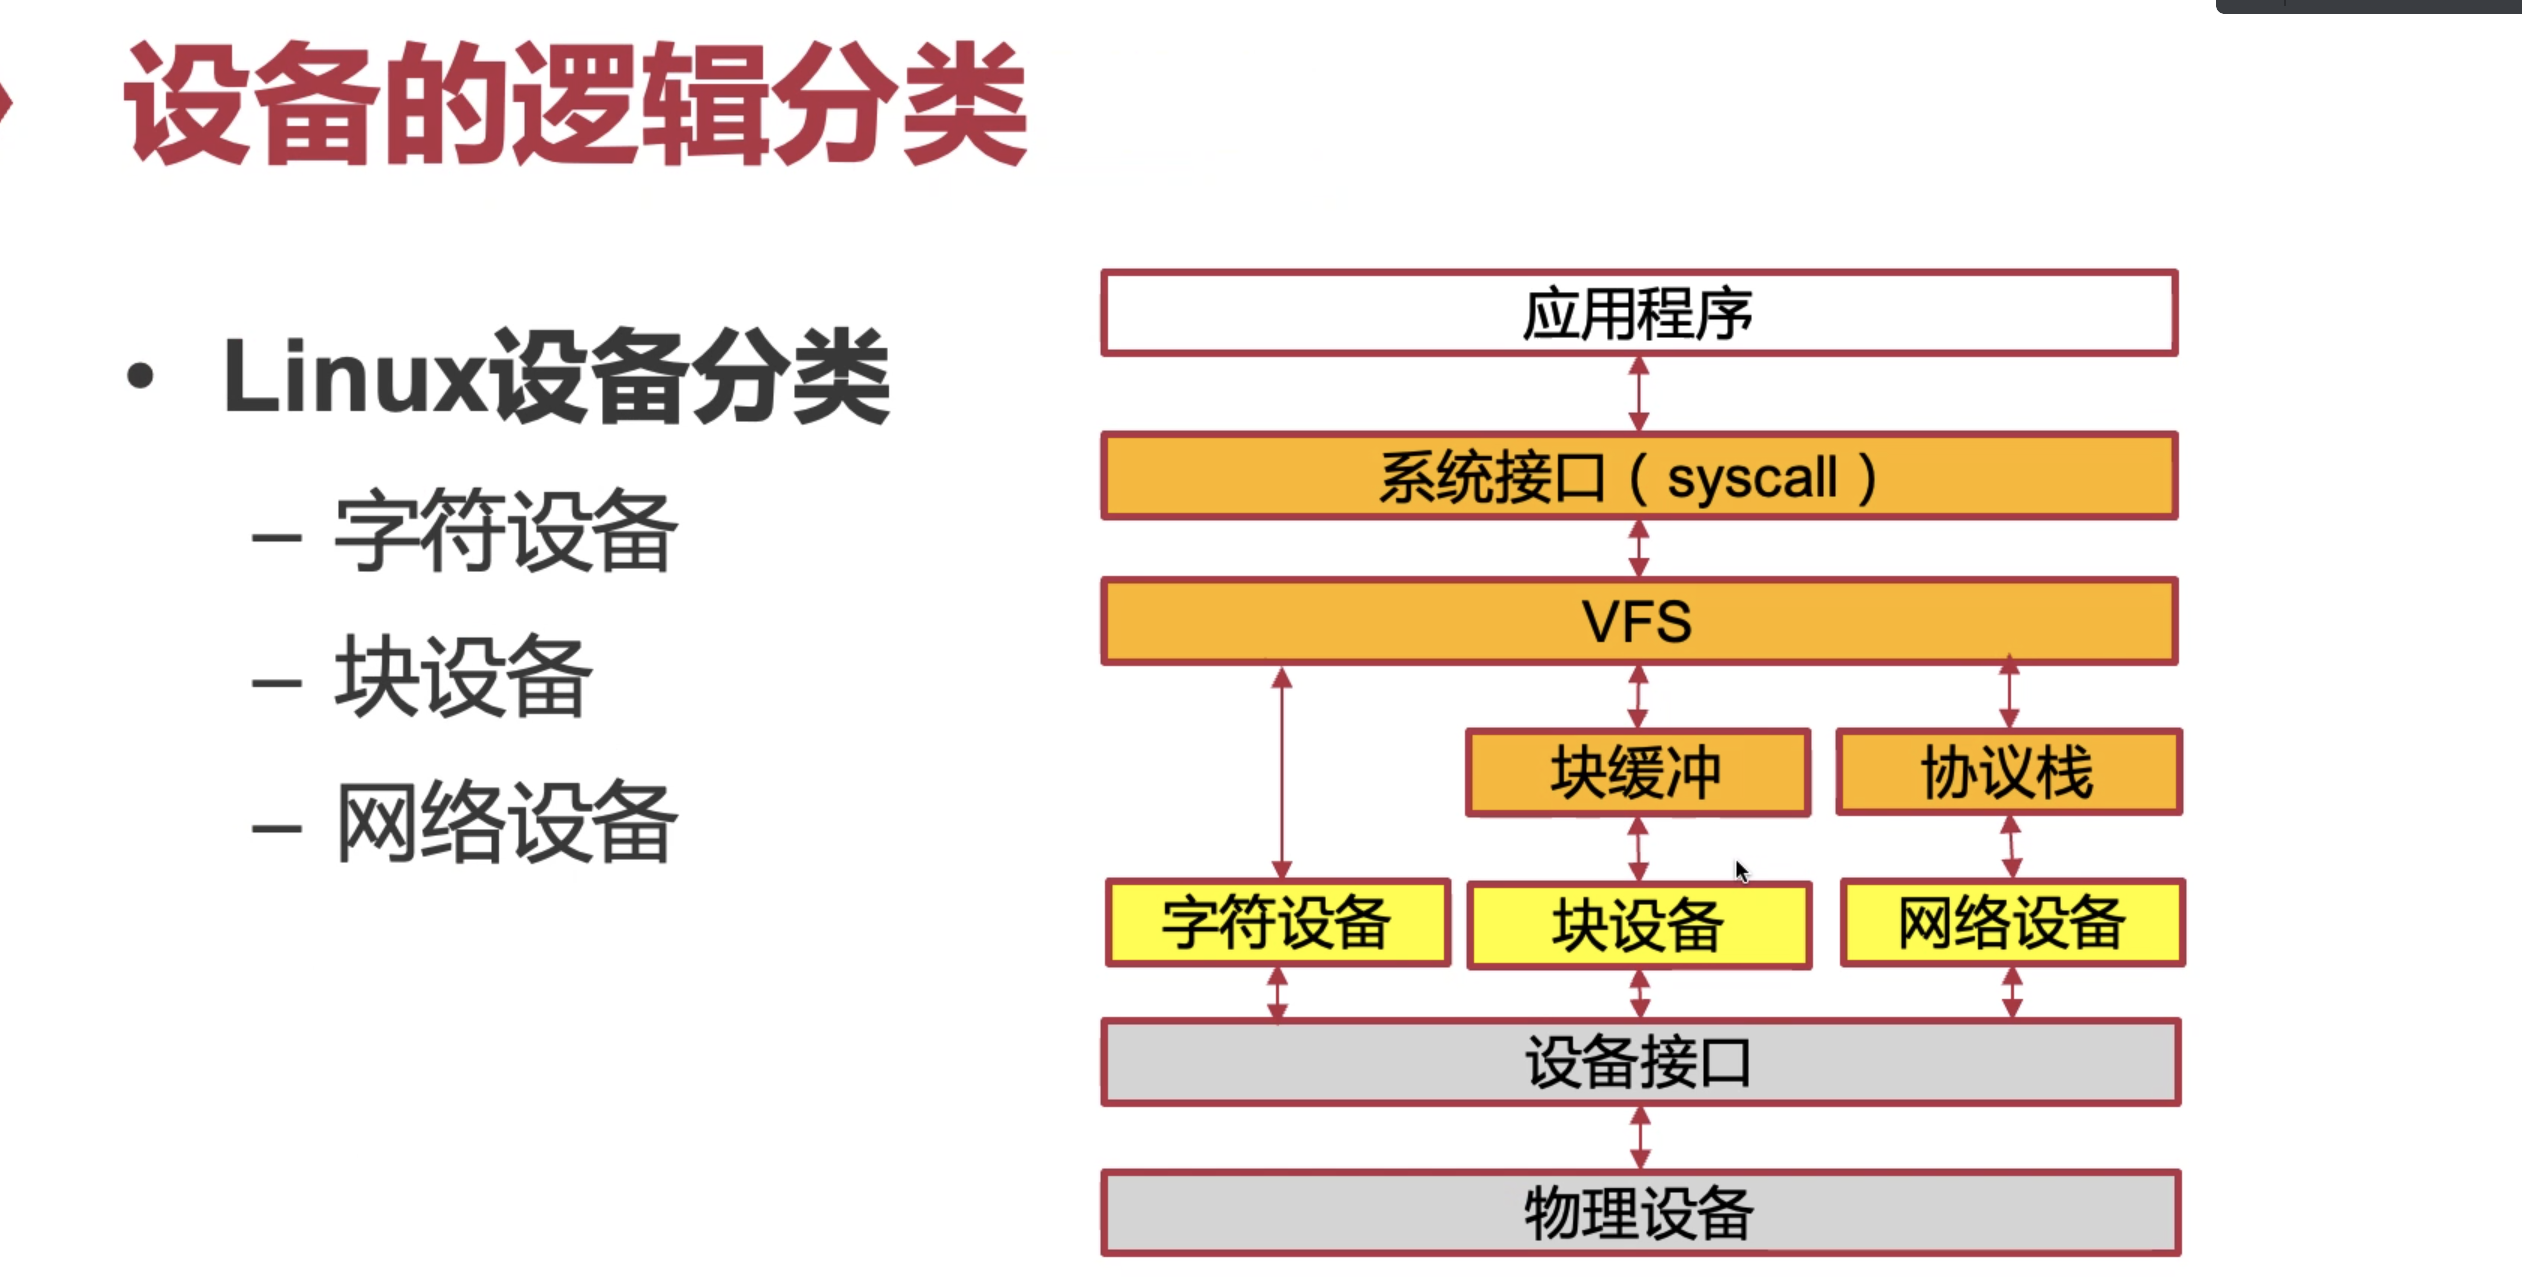 设备的逻辑分类
• Linux设备分类
– 字符设备
– 块设备
– 网络设备
应用程序
系统接口（syscall）
VFS
块缓冲
协议栈
字符设备
块设备
网络设备
设备接口
物理设备